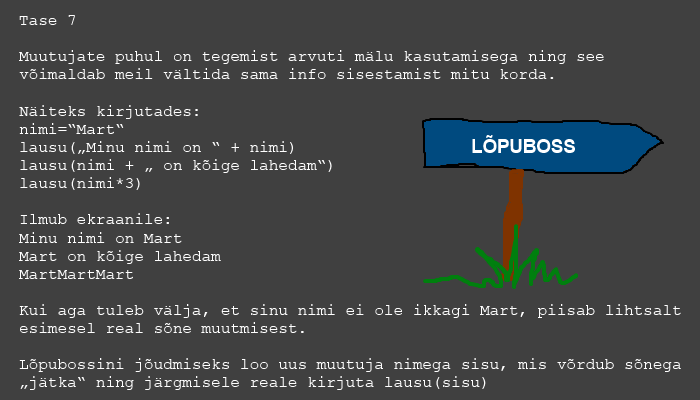 Tase 7
Muutujate puhul on tegemist arvuti mälu kasutamisega ning see
võimaldab meil vältida sama info sisestamist mitu korda.
Näiteks kirjutades:
nimi=“Mart“
lausu(„Minu nimi on “ + nimi)
lausu(nimi + „ on kõige lahedam“)
lausu(nimi*3)
LÕPUBOSS
Ilmub ekraanile:
Minu nimi on Mart
Mart on kõige lahedam
MartMartMart
Kui aga tuleb välja, et sinu nimi ei ole ikkagi Mart, piisab lihtsalt
esimesel real sõne muutmisest.
Lõpubossini jõudmiseks loo uus muutuja nimega sisu, mis võrdub sõnega
„jätka“ ning järgmisele reale kirjuta lausu(sisu)